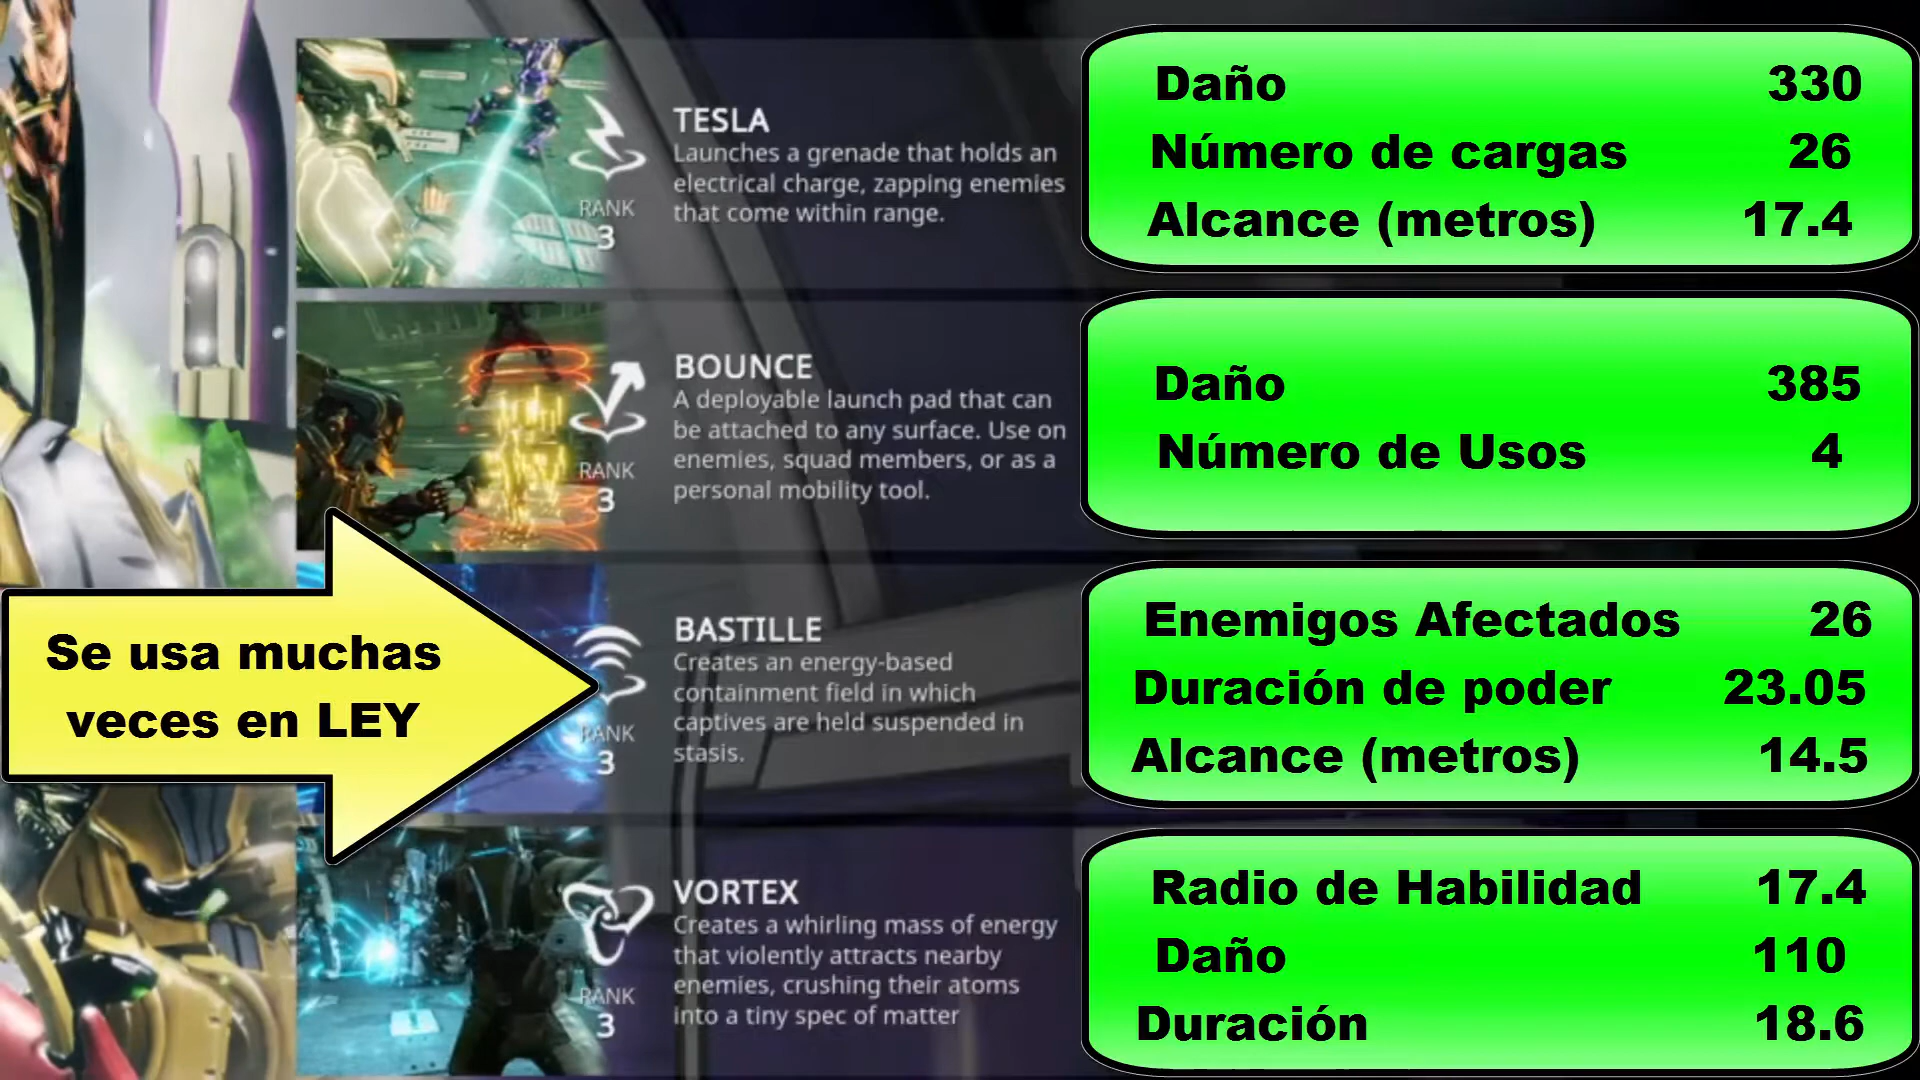 TESLA
Launches a grenade that holds an
electrical charge, zapping enemies
that come within range.
RANK
3
Daño 330
Número de cargas 26
Alcance (metros) 17.4
BOUNCE
A deployable launch pad that can
be attached to any surface. Use on
enemies, squad members, or as a
personal mobility tool.
RANK
3
Daño 385
Número de Usos 4
Se usa muchas
veces en LEY
BASTILLE
Creates an energy-based
containment field in which
captives are held suspended in
stasis.
RANK
3
Enemigos Afectados 26
Duración de poder 23.05
Alcance (metros) 14.5
VORTEX
Creates a whirling mass of energy
that violently attracts nearby
enemies, crushing their atoms
into a tiny spec of matter
RANK
3
Radio de Habilidad 17.4
Daño 110
Duración 18.6